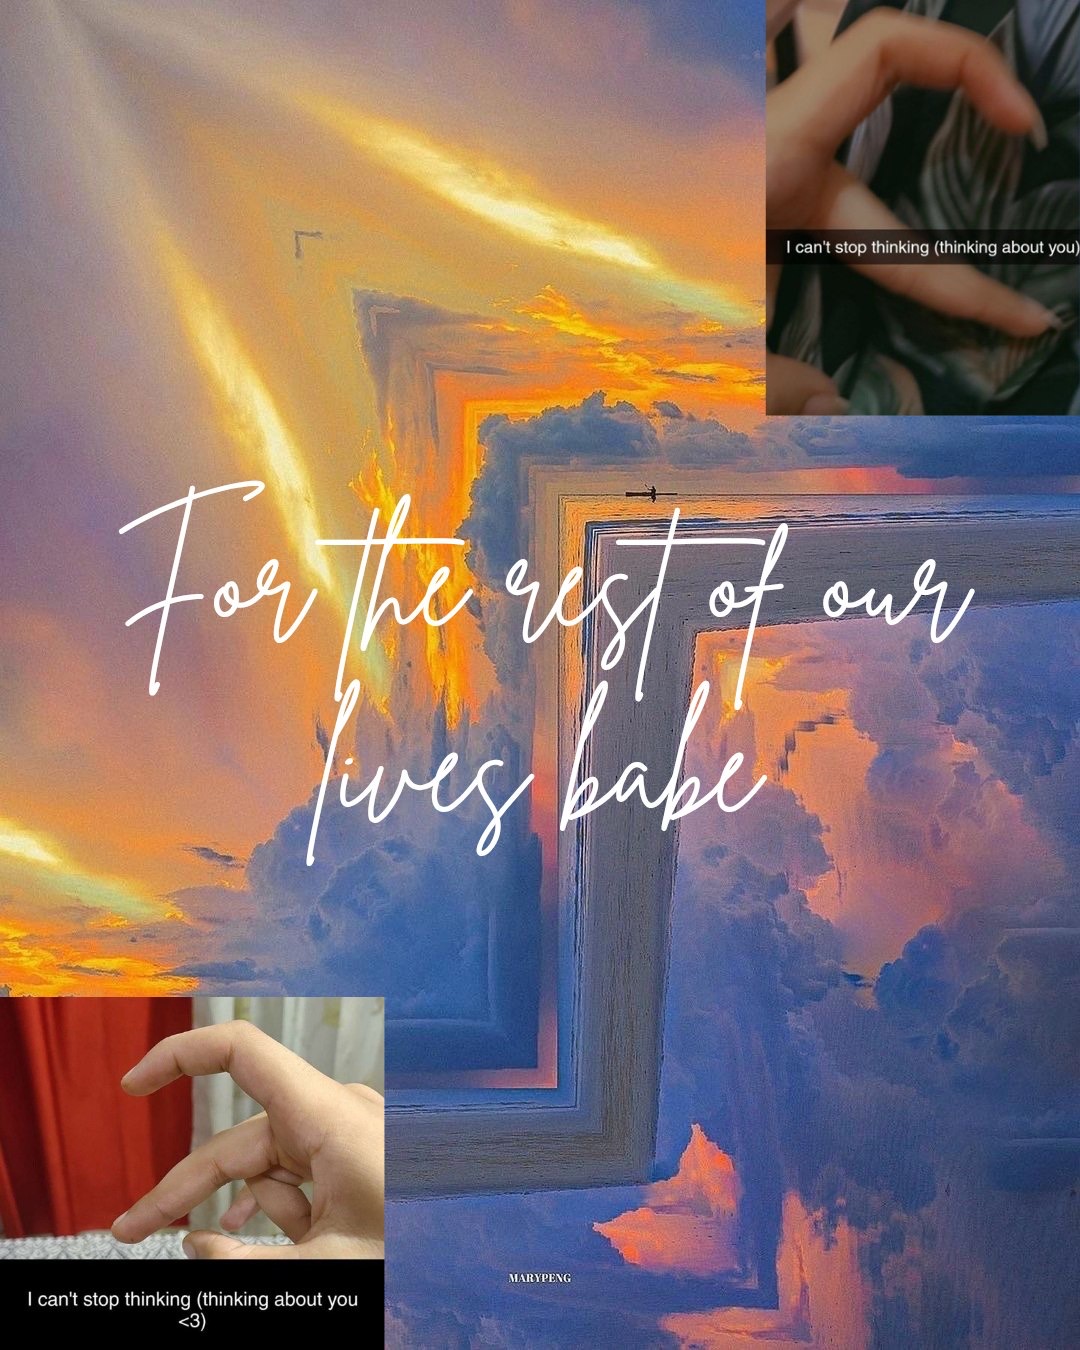 I can't stop thinking (thinking about you)
For the rest of our
lives babe
I can't stop thinking (thinking about you
<3)
MARYPENG